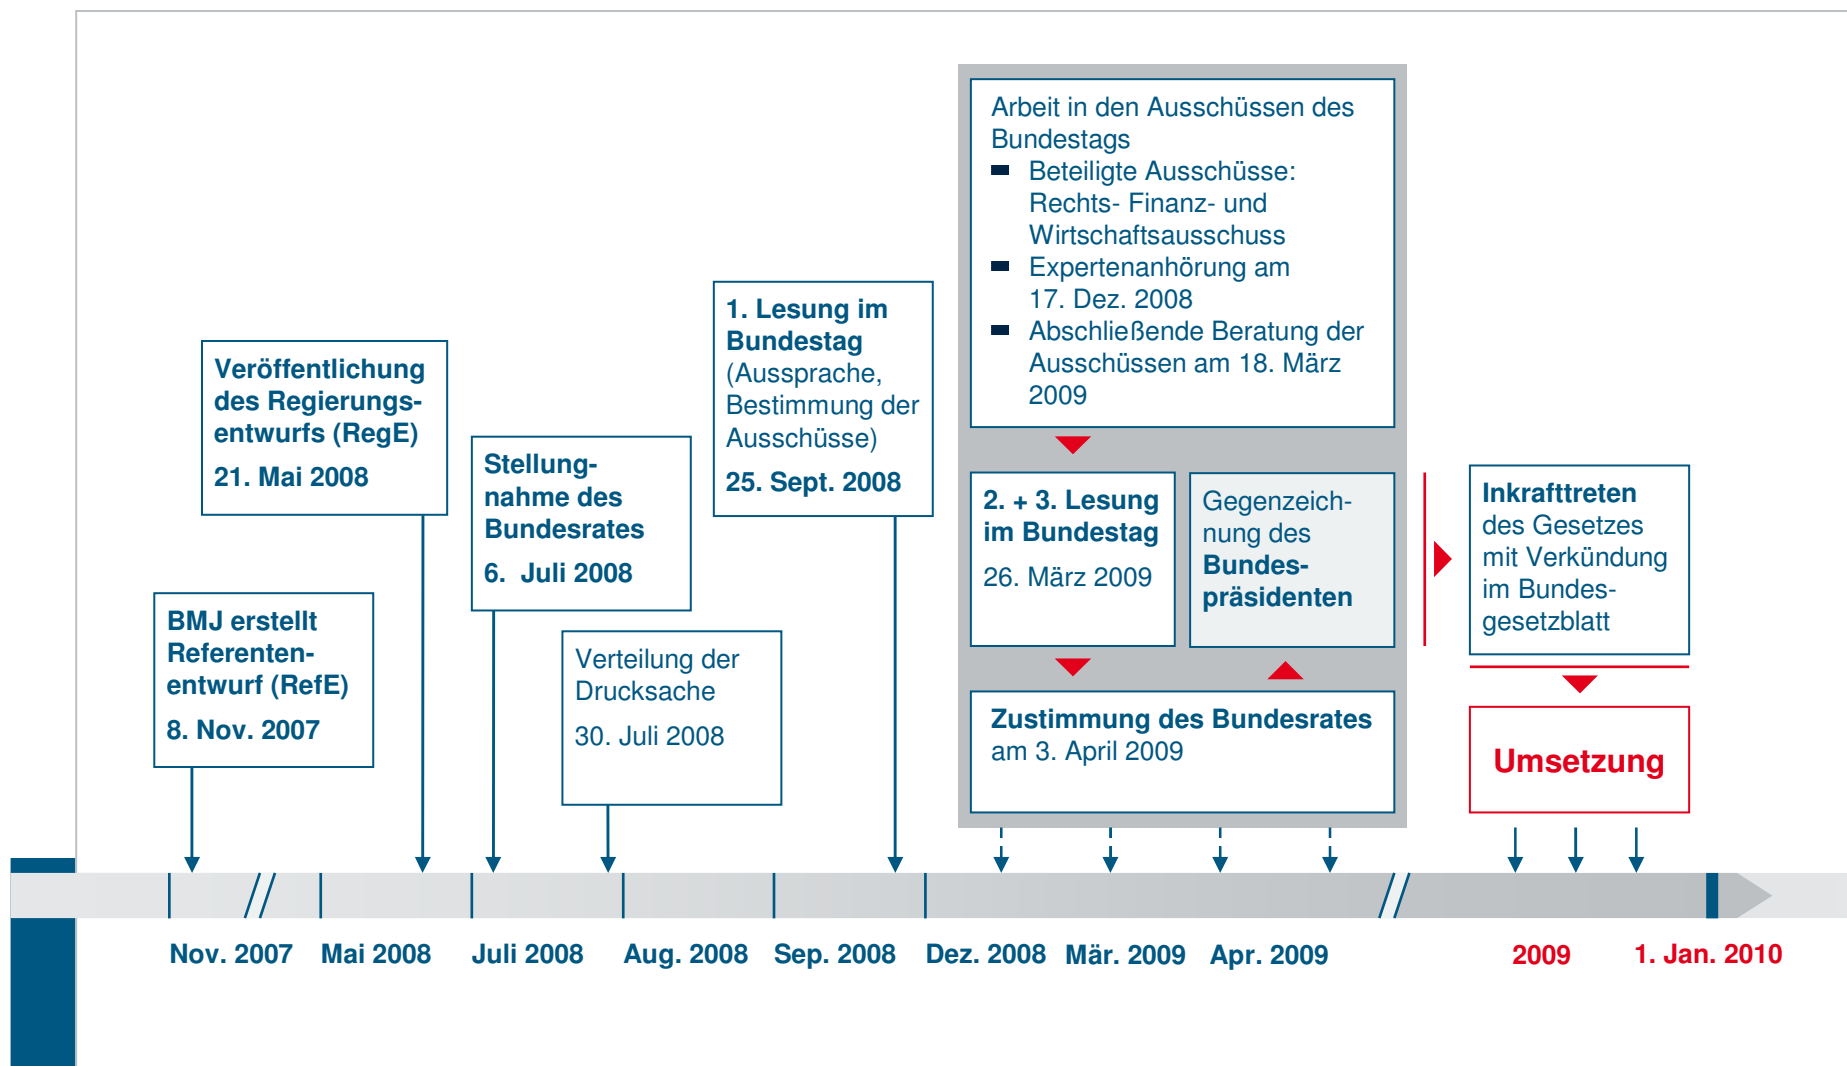 BMJ erstellt
Referenten-
entwurf (RefE)
8. Nov. 2007
Veröffentlichung
des Regierungs-
entwurfs (RegE)
21. Mai 2008
Stellung-
nahme des
Bundesrates
6. Juli 2008
Verteilung der
Drucksache
30. Juli 2008
1. Lesung im
Bundestag
(Aussprache,
Bestimmung der
Ausschüsse)
25. Sept. 2008
Arbeit in den Ausschüssen des
Bundestags
Beteiligte Ausschüsse:
Rechts- Finanz- und
Wirtschaftsausschuss
Expertenanhörung am
17. Dez. 2008
Abschließende Beratung der
Ausschüssen am 18. März
2009
2. + 3. Lesung
im Bundestag
26. März 2009
Zustimmung des Bundesrates
am 3. April 2009
Gegenzeich-
nung des
Bundes-
präsidenten
Inkrafttreten
des Gesetzes
mit Verkündung
im Bundes-
gesetzblatt
Umsetzung
Nov. 2007
Mai 2008
Juli 2008
Aug. 2008
Sep. 2008
Dez. 2008
Mär. 2009
Apr. 2009
2009
1. Jan. 2010